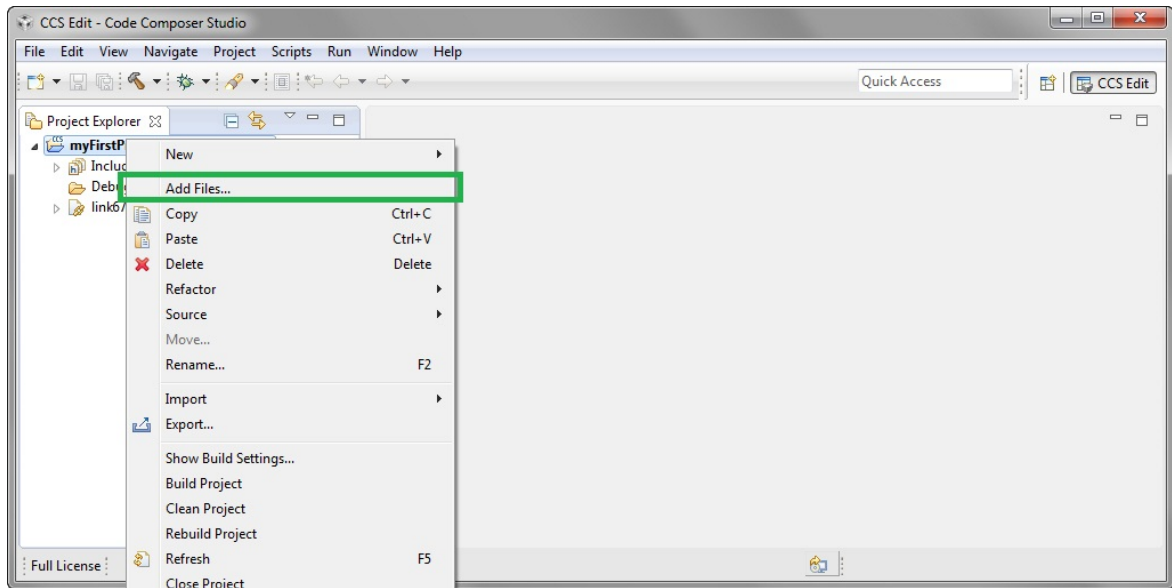 CCS Edit - Code Composer Studio
File Edit View Navigate Project Scripts Run Window Help
Quick Access
CCS Edit
Project Explorer
myFirstP
Includ
Debu
link6
New
Add Files...
Copy Ctrl+C
Paste Ctrl+V
Delete Delete
Refactor
Source
Move...
Rename... F2
Import
Export...
Show Build Settings...
Build Project
Clean Project
Rebuild Project
Refresh F5
Close Project
Full License